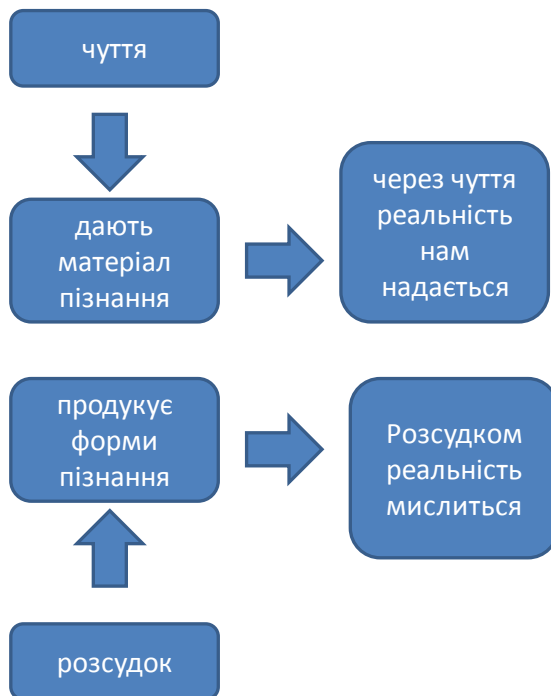 чуття
дають
матеріал
пізнання
через чуття
реальність
нам
надається
продукує
форми
пізнання
Розсудком
реальність
мислиться
розсудок